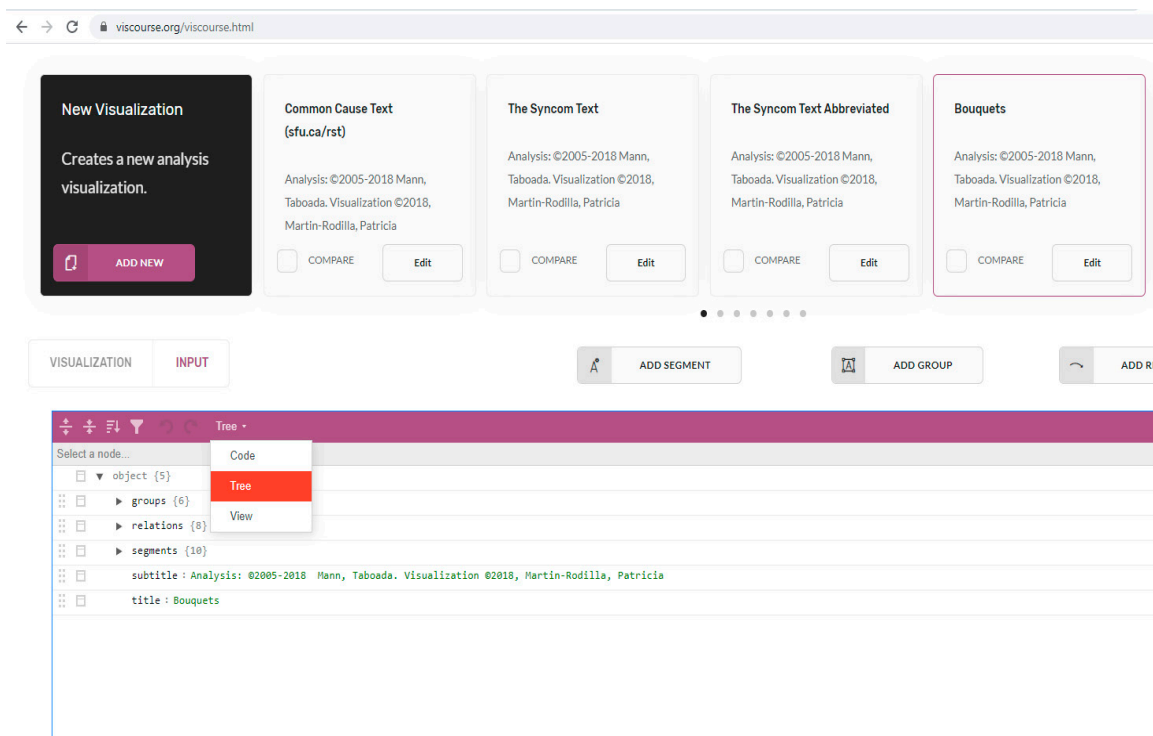 viscourse.org/viscourse.html
New Visualization
Creates a new analysis
visualization.
ADD NEW
Common Cause Text
(sfu.ca/rst)
Analysis: ©2005-2018 Mann,
Taboada. Visualization ©2018,
Martin-Rodilla, Patricia
COMPARE
Edit
The Syncom Text
Analysis: ©2005-2018 Mann,
Taboada. Visualization ©2018,
Martin-Rodilla, Patricia
COMPARE
Edit
The Syncom Text Abbreviated
Analysis: ©2005-2018 Mann,
Taboada. Visualization ©2018,
Martin-Rodilla, Patricia
COMPARE
Edit
Bouquets
Analysis: ©2005-2018 Mann,
Taboada. Visualization ©2018,
Martin-Rodilla, Patricia
COMPARE
Edit
VISUALIZATION
INPUT
A
ADD SEGMENT
A
ADD GROUP
ADD R
Tree
Select a node...
Code
Tree
View
object {5}
groups {6}
relations {8}
segments {10}
subtitle : Analysis: ©2005-2018 Mann, Taboada. Visualization ©2018, Martin-Rodilla, Patricia
title : Bouquets